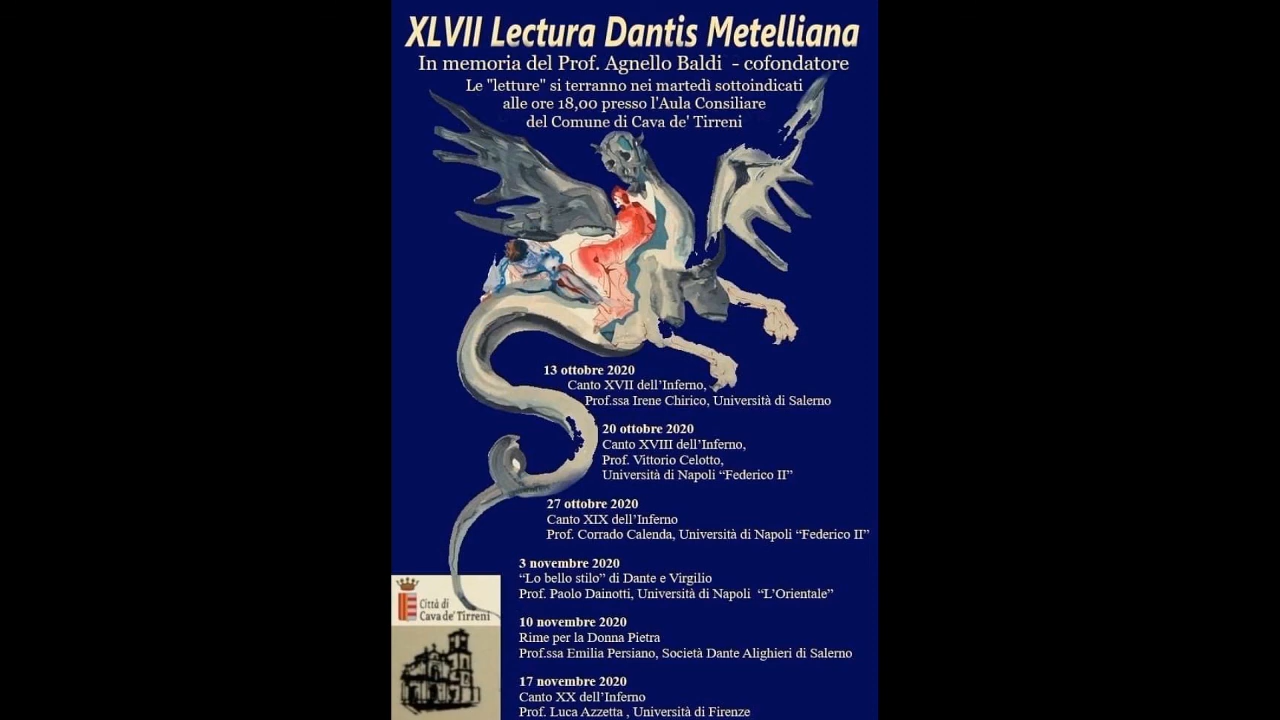 XLVII Lectura Dantis Metelliana
In memoria del Prof. Agnello Baldi - cofondatore
Le "letture" si terranno nei martedì sottoindicati
alle ore 18,00 presso l'Aula Consiliare
del Comune di Cava de' Tirreni
13 ottobre 2020
Canto XVII dell’Inferno,
Prof.ssa Irene Chirico, Università di Salerno
20 ottobre 2020
Canto XVIII dell’Inferno,
Prof. Vittorio Celotto,
Università di Napoli “Federico II”
27 ottobre 2020
Canto XIX dell’Inferno
Prof. Corrado Calenda, Università di Napoli “Federico II”
3 novembre 2020
“Lo bello stilo” di Dante e Virgilio
Prof. Paolo Dainotti, Università di Napoli “L’Orientale”
10 novembre 2020
Rime per la Donna Pietra
Prof.ssa Emilia Persiano, Società Dante Alighieri di Salerno
17 novembre 2020
Canto XX dell’Inferno
Prof. Luca Azzetta , Università di Firenze
Città di
Cava de' Tirreni